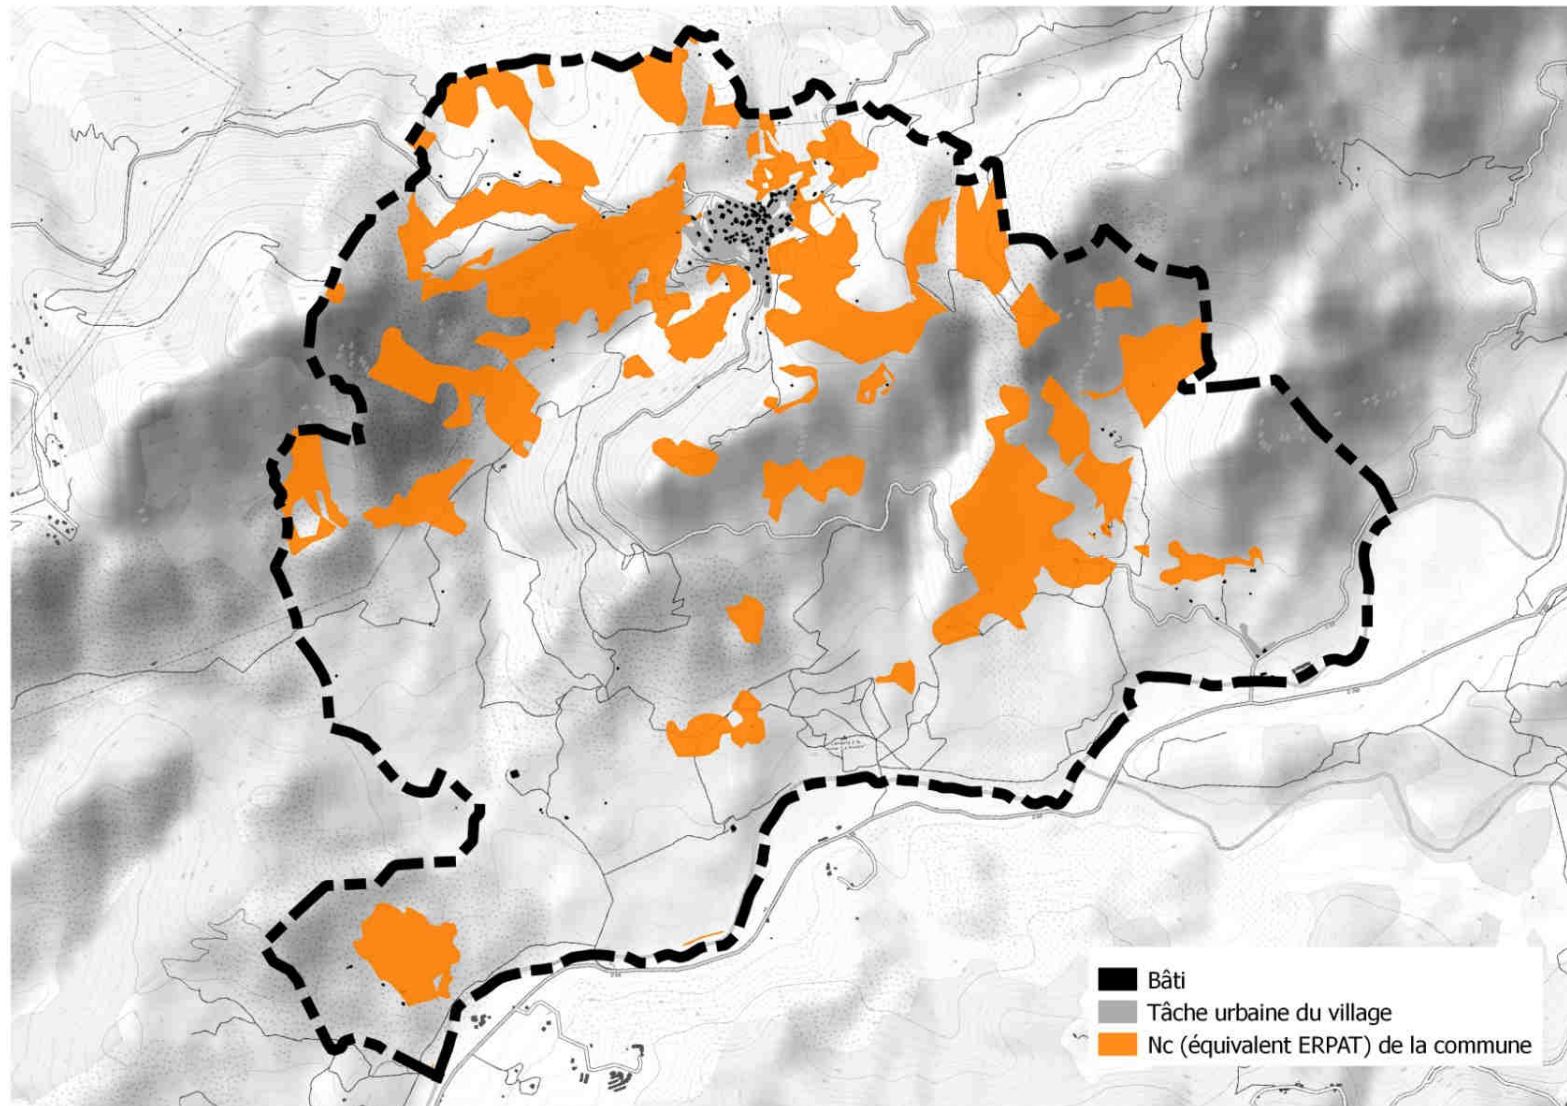 Bâti
Tâche urbaine du village
Nc (équivalent ERPAT) de la commune